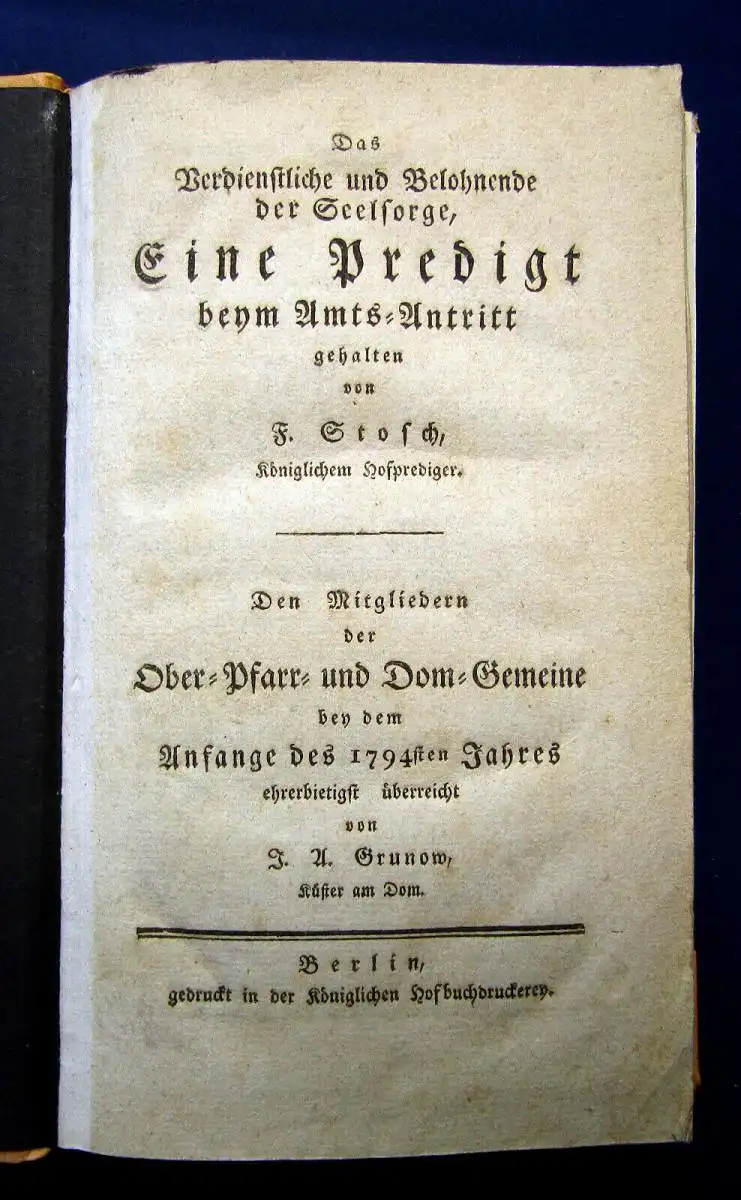 Das
Verdienstliche und Belohnende
der Seelsorge,
Eine Predigt
beym Amts-Antritt
gehalten
von
F. Stosch,
Königlichem Hofprediger.
Den Mitgliedern
der
Ober-Pfarr- und Dom-Gemeine
bey dem
Anfange des 1794sten Jahres
ehrerbietigst überreicht
von
J. A. Grunow,
Küster am Dom.
Berlin,
gedruckt in der Königlichen Hofbuchdruckerey.